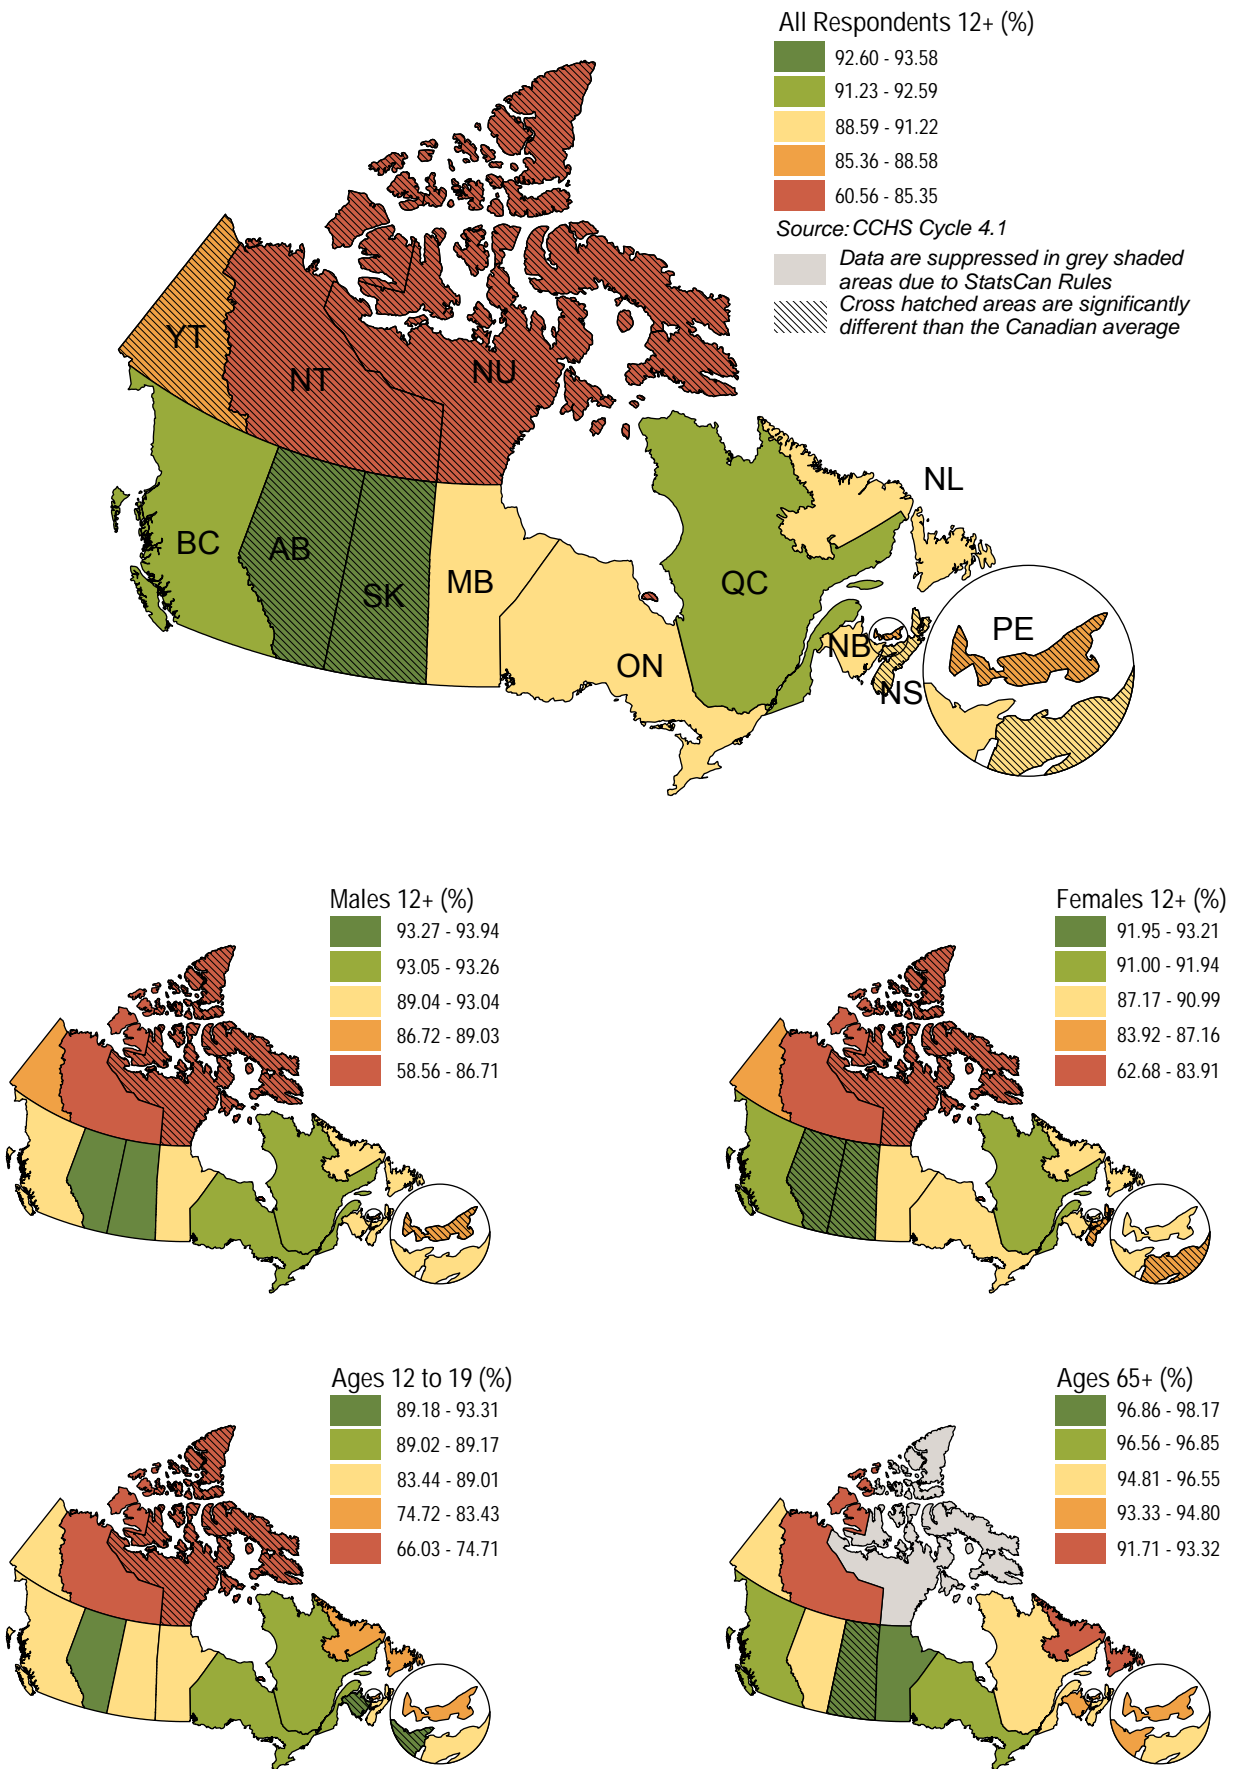 All Respondents 12+ (%)
92.60 - 93.58
91.23 - 92.59
88.59 - 91.22
85.36 - 88.58
60.56 - 85.35
Source: CCHS Cycle 4.1
Data are suppressed in grey shaded
areas due to StatsCan Rules
Cross hatched areas are significantly
different than the Canadian average
YT
NT
NU
NL
BC
AB
SK
MB
QC
ON
NB
NS
PE
Males 12+ (%)
93.27 - 93.94
93.05 - 93.26
89.04 - 93.04
86.72 - 89.03
58.56 - 86.71
Females 12+ (%)
91.95 - 93.21
91.00 - 91.94
87.17 - 90.99
83.92 - 87.16
62.68 - 83.91
Ages 12 to 19 (%)
89.18 - 93.31
89.02 - 89.17
83.44 - 89.01
74.72 - 83.43
66.03 - 74.71
Ages 65+ (%)
96.86 - 98.17
96.56 - 96.85
94.81 - 96.55
93.33 - 94.80
91.71 - 93.32